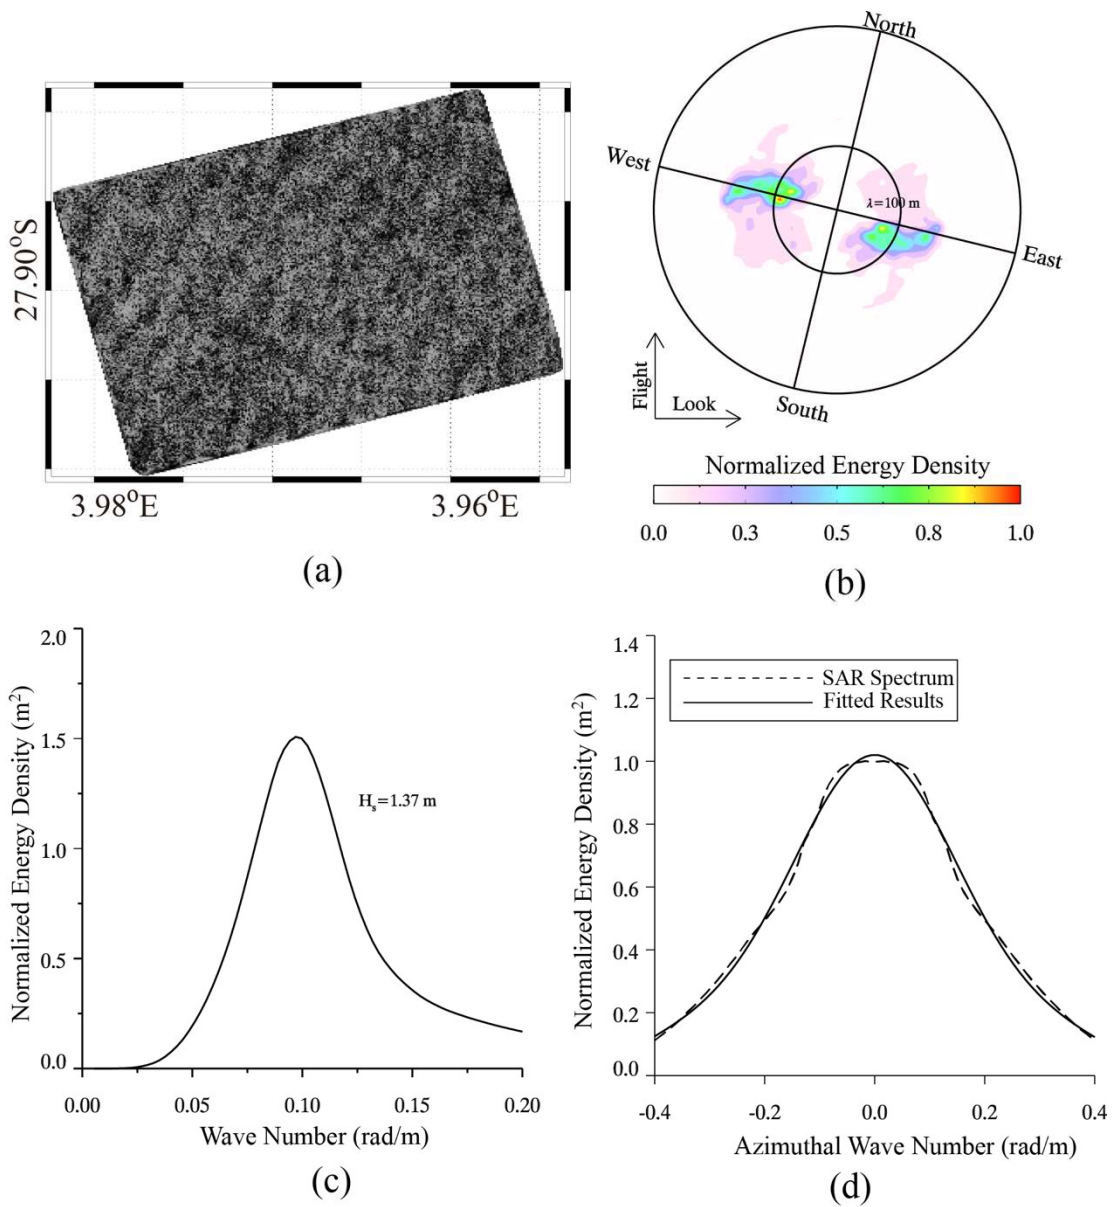 (a)
27.90°S
3.98°E 3.96°E
North
West
λ=100 m
East
South
Flight
Look
Normalized Energy Density
0.0 0.3 0.5 0.8 1.0
(b)
2.0
1.5
1.0
0.5
0.0
Normalized Energy Density (m²)
Hₛ=1.37 m
0.00 0.05 0.10 0.15 0.20
Wave Number (rad/m)
(c)
1.4
1.2
1.0
0.8
0.6
0.4
0.2
0.0
Normalized Energy Density (m²)
SAR Spectrum
Fitted Results
-0.4 -0.2 0.0 0.2 0.4
Azimuthal Wave Number (rad/m)
(d)